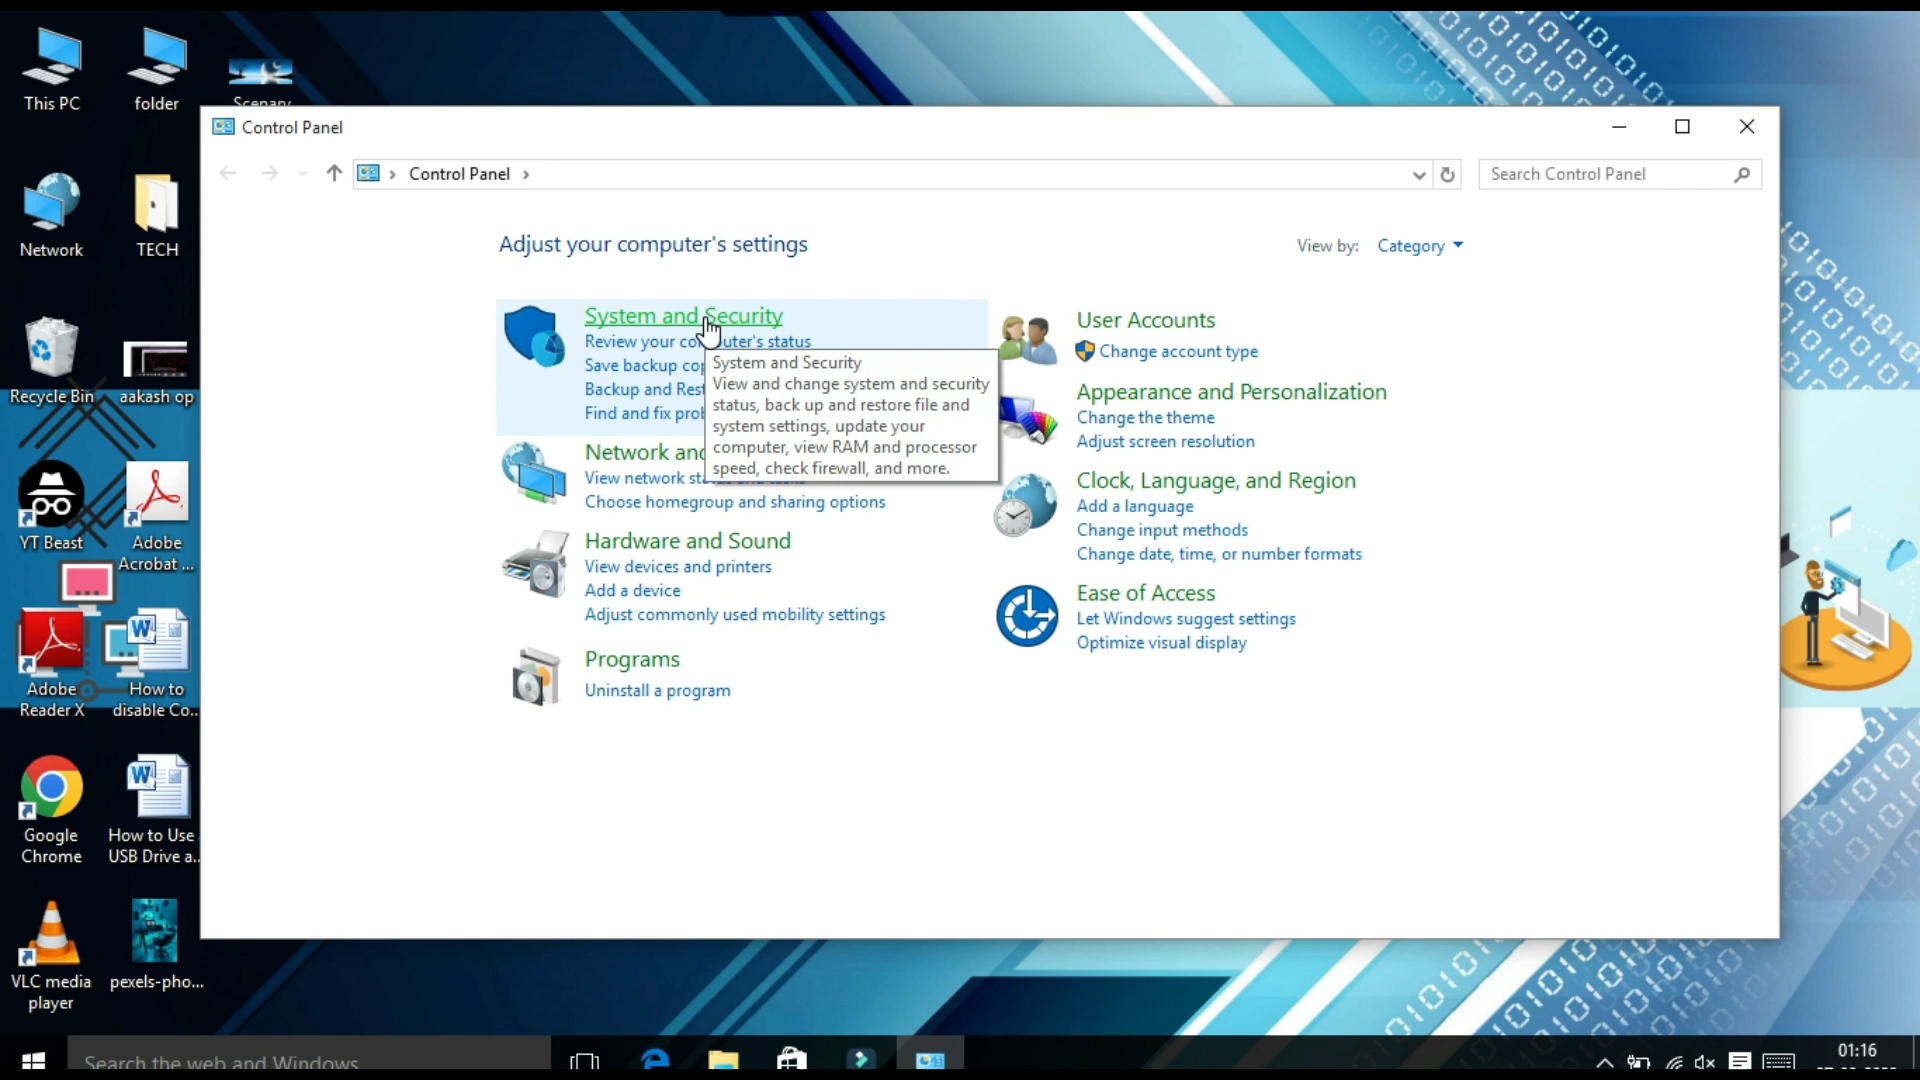 This PC
folder
Scenary
Network
TECH
Recycle Bin
aakash op
YT Beast
Adobe
Acrobat ...
Adobe
Reader X
How to
disable Co...
Google
Chrome
How to Use
USB Drive a...
VLC media
player
pexels-pho...
Control Panel
Control Panel
Search Control Panel
Adjust your computer's settings
View by: Category
System and Security
Review your computer's status
Save backup cop
Backup and Rest
Find and fix prob
System and Security
View and change system and security
status, back up and restore file and
system settings, update your
computer, view RAM and processor
speed, check firewall, and more.
Network and
View network status and tasks
Choose homegroup and sharing options
Hardware and Sound
View devices and printers
Add a device
Adjust commonly used mobility settings
Programs
Uninstall a program
User Accounts
Change account type
Appearance and Personalization
Change the theme
Adjust screen resolution
Clock, Language, and Region
Add a language
Change input methods
Change date, time, or number formats
Ease of Access
Let Windows suggest settings
Optimize visual display
Search the web and Windows
01:16